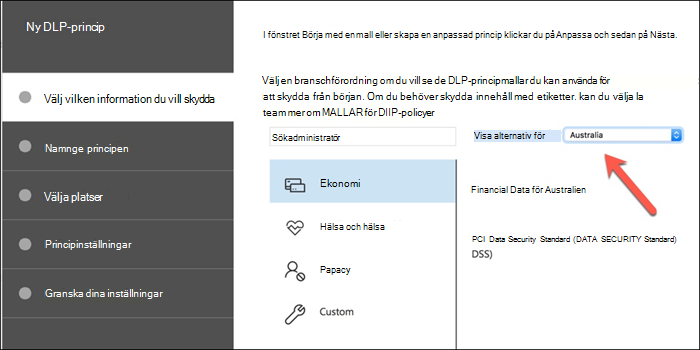 Ny DLP-princip
Välj vilken information du vill skydda
Namnge principen
Välja platser
Principinställningar
Granska dina inställningar
I fönstret Börja med enmall eller skapa en anpassad princip klickar du på Anpassa och sedan på Nästa.
Väljen branschförordning om du vill se de DLP-principmallar du kan använda för
att skydda från början. Om du behöver skydda innehåll med etiketter. kan du välja la
team mer om MALLAR för DIIP-policyer
Sökadministratör
Visa alternativ för
Australia
Ekonomi
Hälsa och hälsa
Papacy
Custom
Financial Data för Australien
PCI Data Security Standard (DATA SECURITY Standard)
DSS)